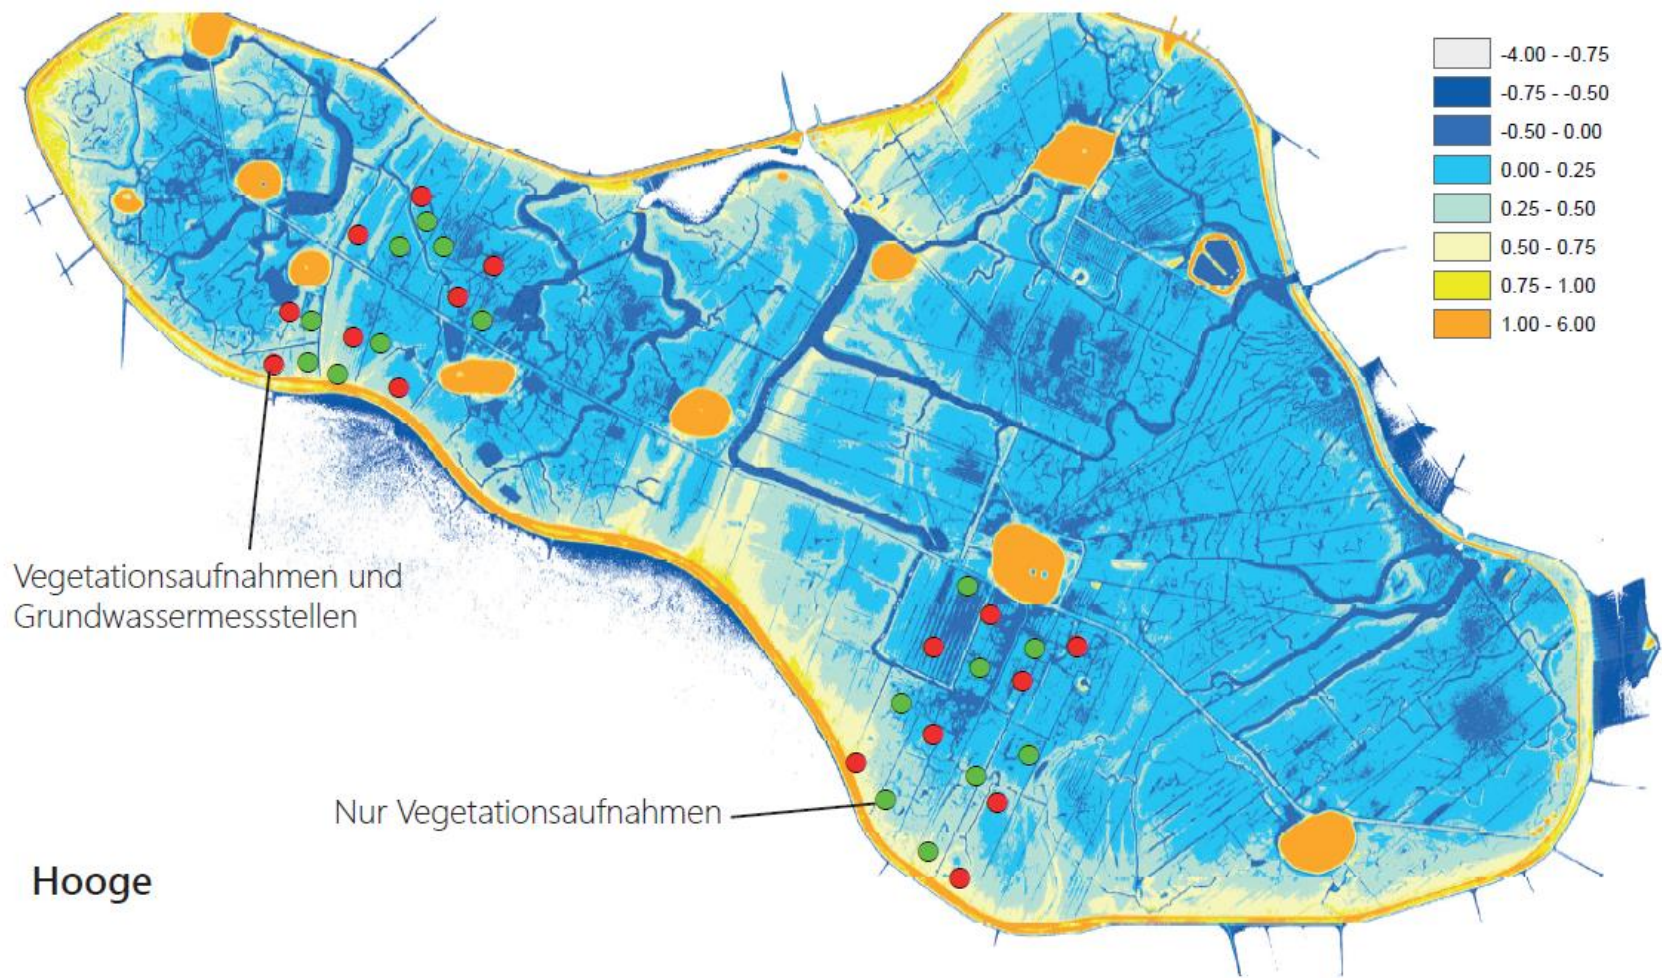 -4.00 - -0.75
-0.75 - -0.50
-0.50 - 0.00
0.00 - 0.25
0.25 - 0.50
0.50 - 0.75
0.75 - 1.00
1.00 - 6.00
Vegetationsaufnahmen und
Grundwassermessstellen
Nur Vegetationsaufnahmen
Hooge